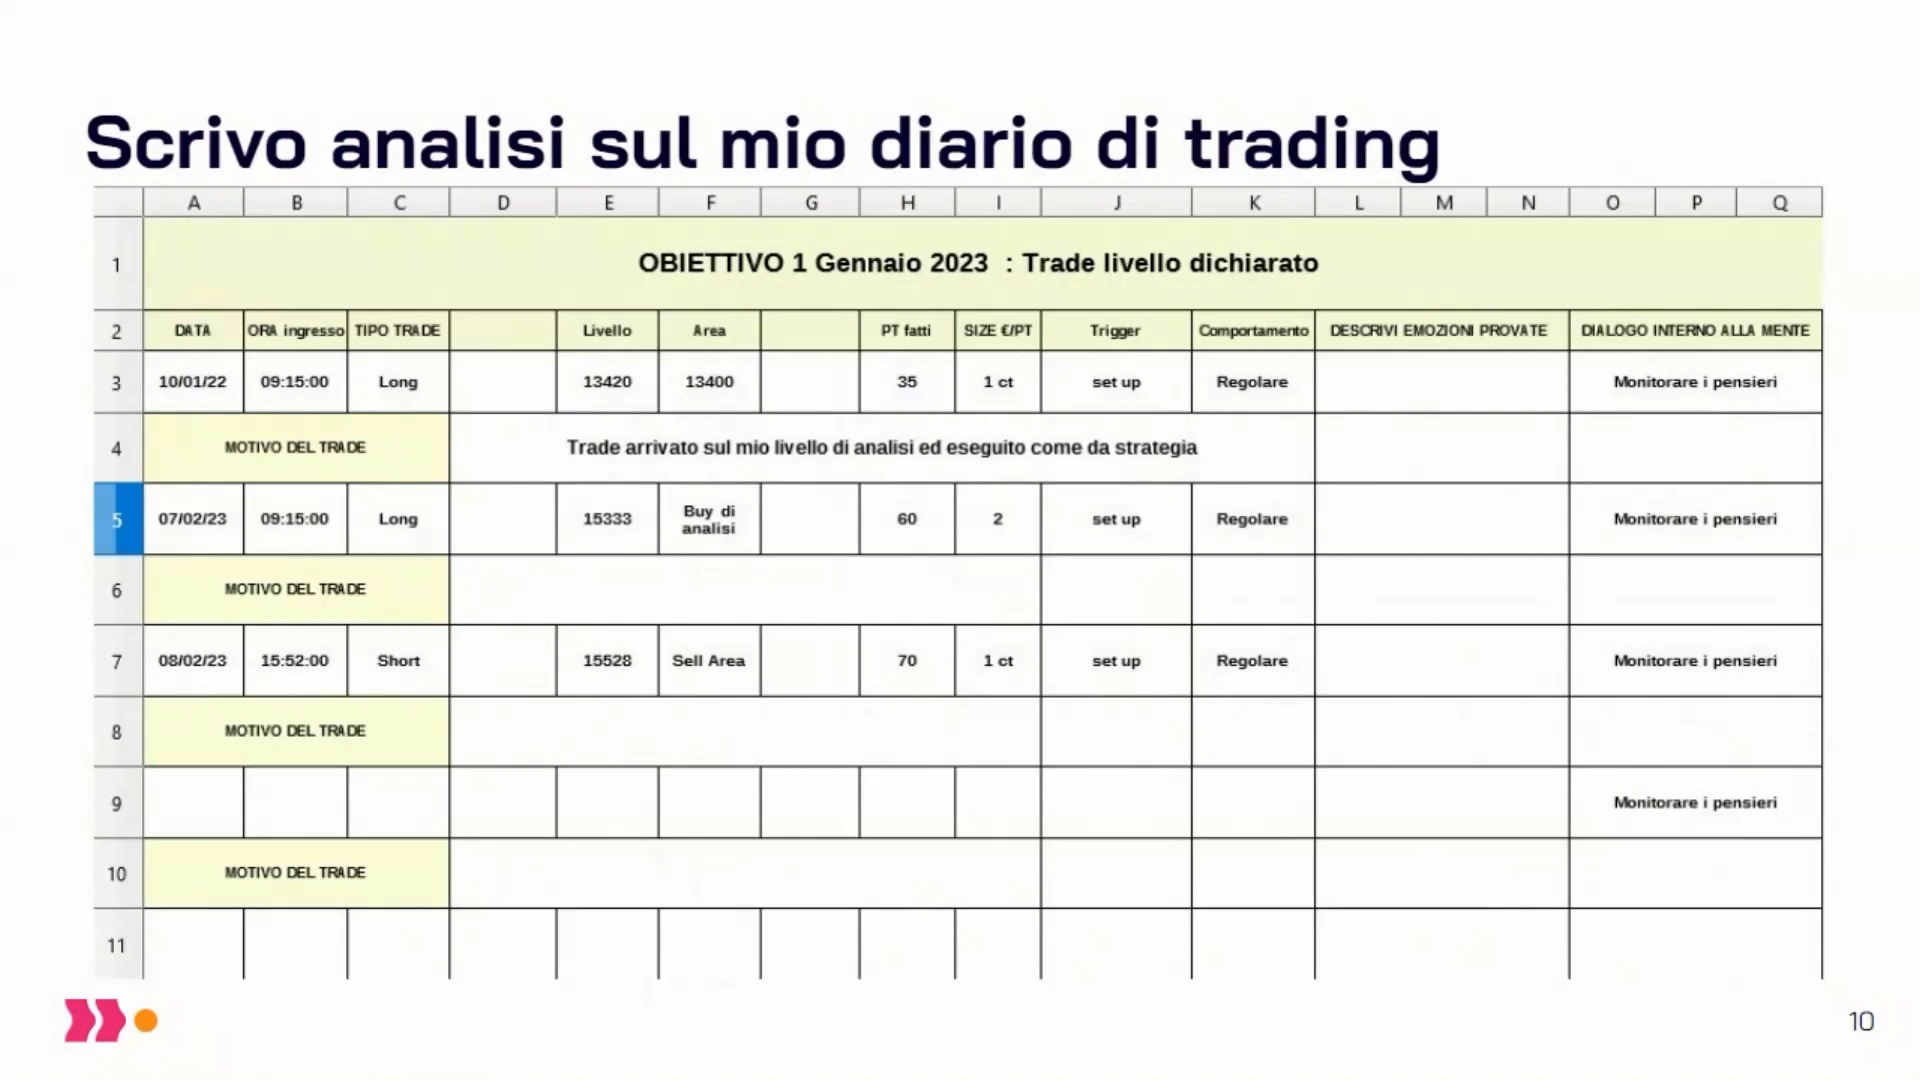 Scrivo analisi sul mio diario di trading
A B C D E F G H I J K L M N O P Q
1 OBIETTIVO 1 Gennaio 2023 : Trade livello dichiarato
2 DATA ORA ingresso TIPO TRADE Livello Area PT fatti SIZE €/PT Trigger Comportamento DESCRIVI EMOZIONI PROVATE DIALOGO INTERNO ALLA MENTE
3 10/01/22 09:15:00 Long 13420 13400 35 1 ct set up Regolare Monitorare i pensieri
4 MOTIVO DEL TRADE Trade arrivato sul mio livello di analisi ed eseguito come da strategia
5 07/02/23 09:15:00 Long 15333 Buy di analisi 60 2 set up Regolare Monitorare i pensieri
6 MOTIVO DEL TRADE
7 08/02/23 15:52:00 Short 15528 Sell Area 70 1 ct set up Regolare Monitorare i pensieri
8 MOTIVO DEL TRADE
9 Monitorare i pensieri
10 MOTIVO DEL TRADE
11
10